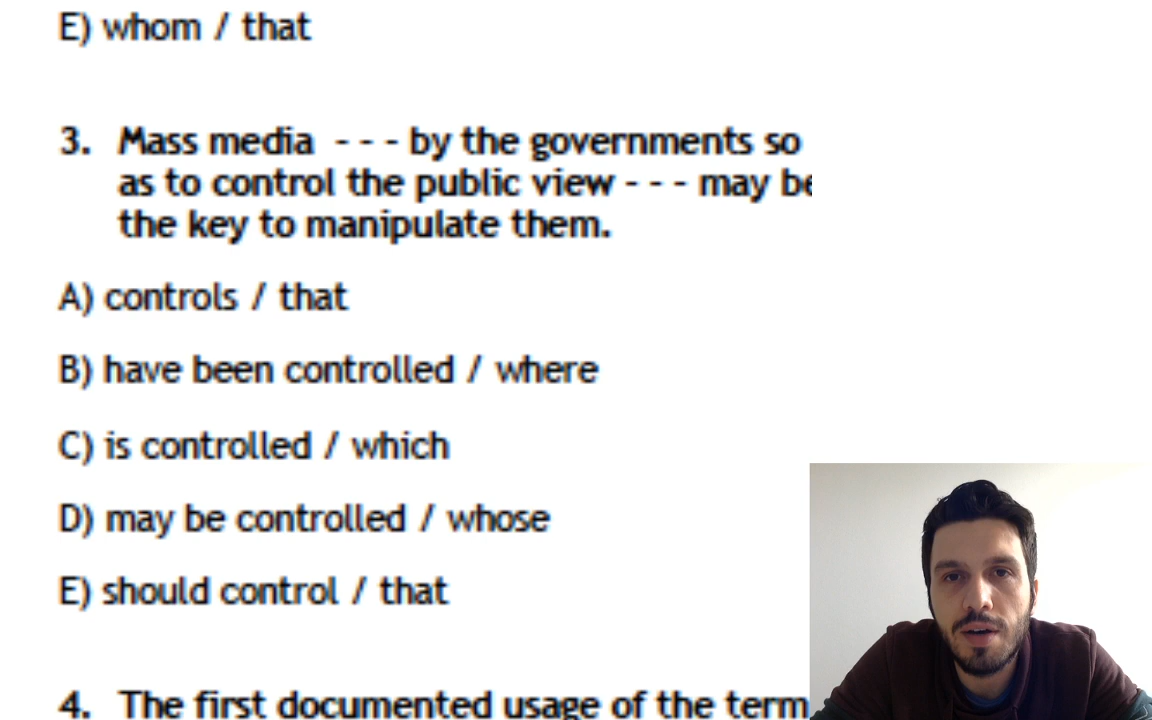 E) whom / that
3. Mass media - - - by the governments so
as to control the public view - - - may be
the key to manipulate them.
A) controls / that
B) have been controlled / where
C) is controlled / which
D) may be controlled / whose
E) should control / that
4. The first documented usage of the term